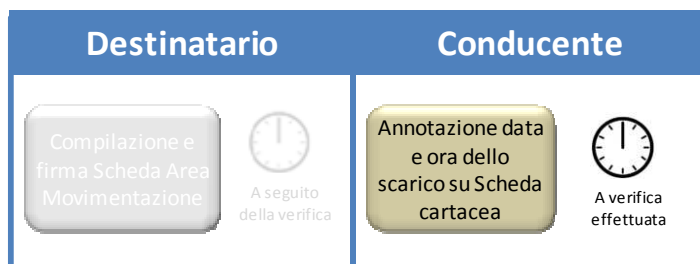 Destinatario
Conducente
Compilazione e
firma Scheda Area
Movimentazione
A seguito
della verifica
Annotazione data
e ora dello
scarico su Scheda
cartacea
A verifica
effettuata